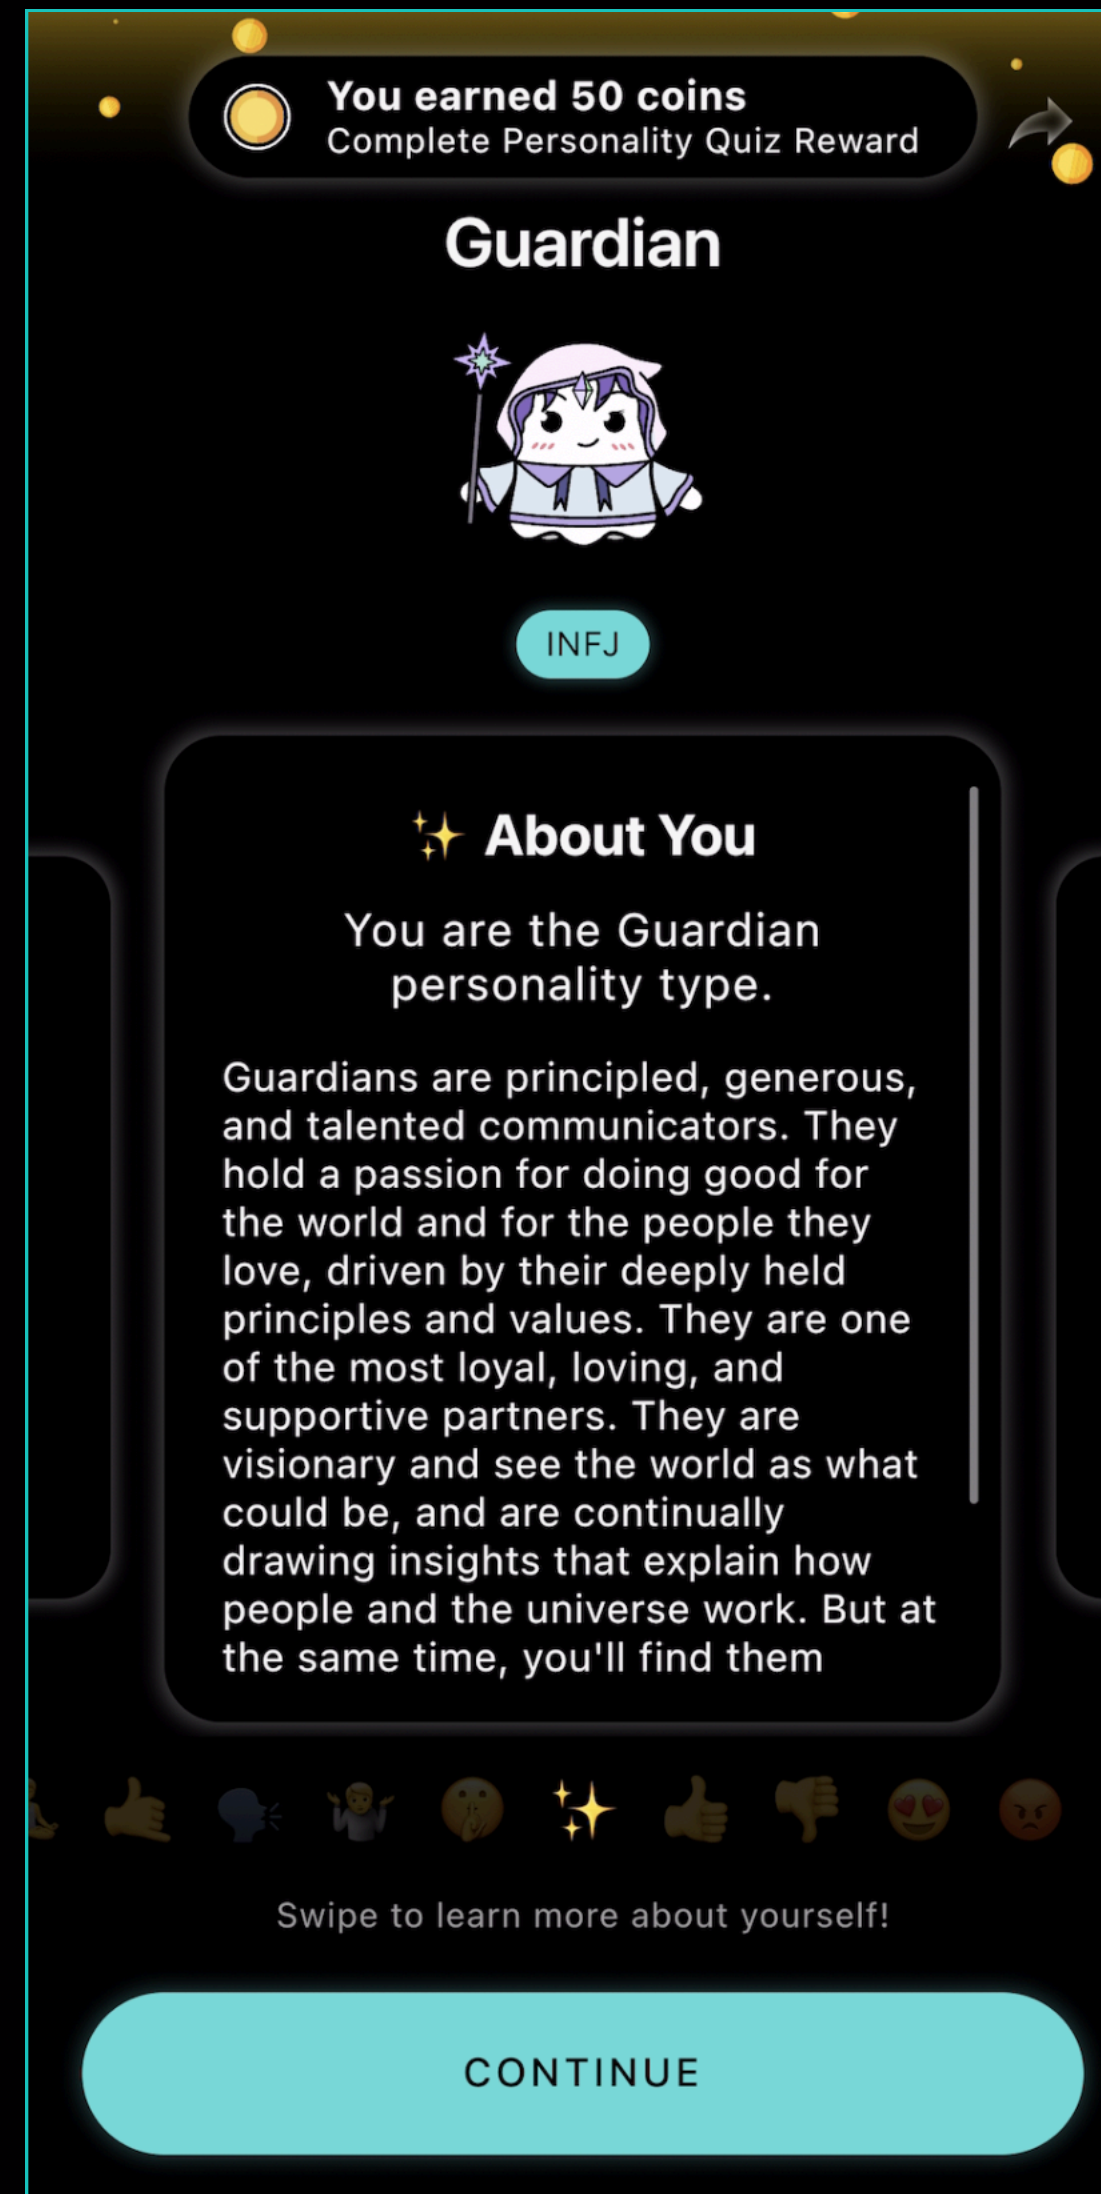 You earned 50 coins
Complete Personality Quiz Reward
Guardian
INFJ
✨ About You
You are the Guardian
personality type.
Guardians are principled, generous,
and talented communicators. They
hold a passion for doing good for
the world and for the people they
love, driven by their deeply held
principles and values. They are one
of the most loyal, loving, and
supportive partners. They are
visionary and see the world as what
could be, and are continually
drawing insights that explain how
people and the universe work. But at
the same time, you'll find them
Swipe to learn more about yourself!
CONTINUE